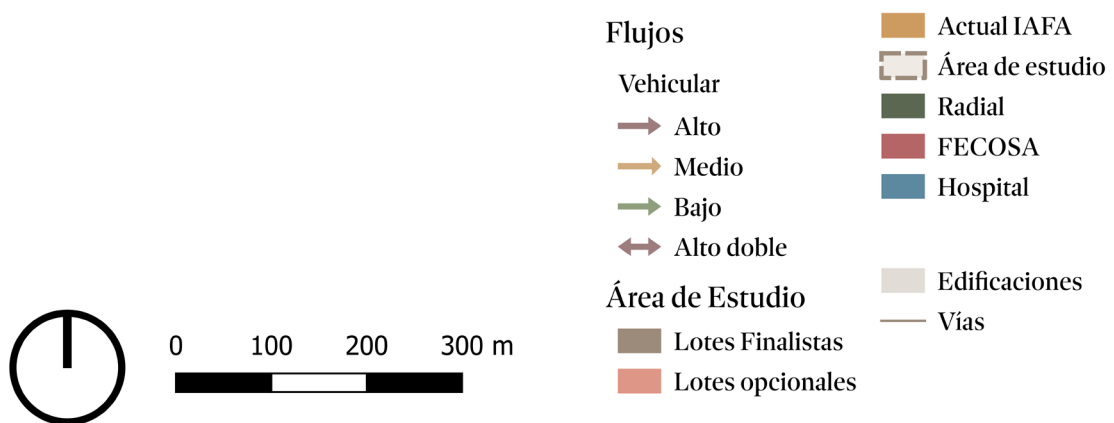 Flujos
Vehicular
Alto
Medio
Bajo
Alto doble
Área de Estudio
Lotes Finalistas
Lotes opcionales
Actual IAFA
Área de estudio
Radial
FECOSA
Hospital
Edificaciones
Vías
0 100 200 300 m